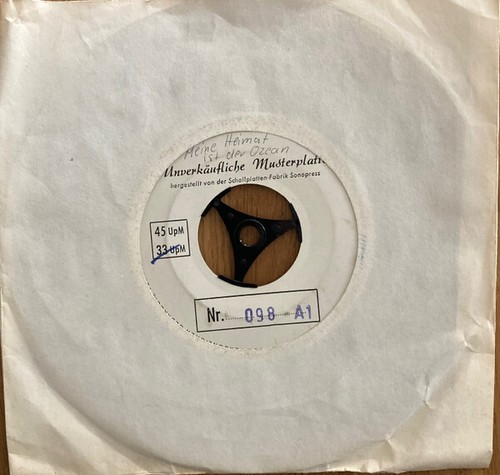 Meine Heimat
ist der Ozean
Unverkäufliche Musterplatte
hergestellt von der Schallplatten-Fabrik Sonopress
45 UpM
33 UpM
Nr. 098 A1